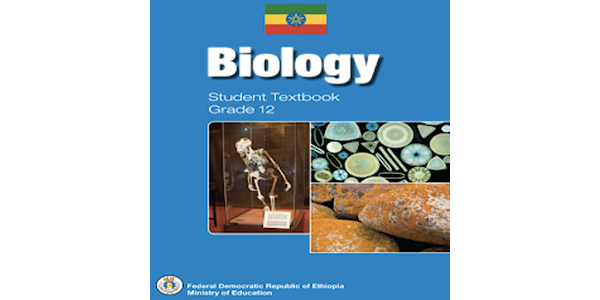 Biology
Student Textbook
Grade 12
Federal Democratic Republic of Ethiopia
Ministry of Education